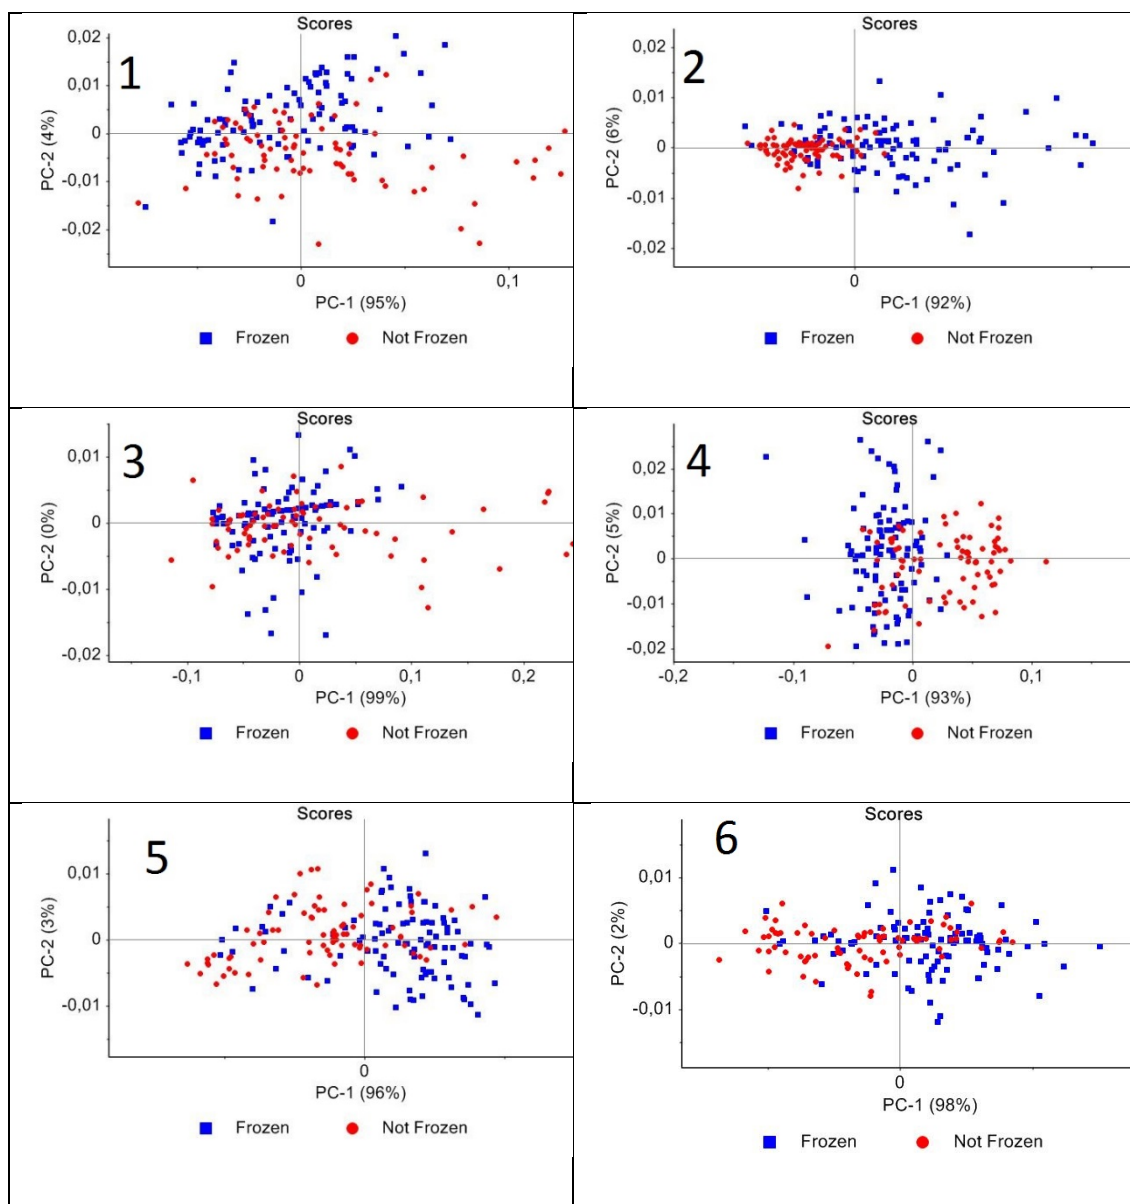 Scores
1
0,02
0,01
0
-0,01
-0,02
PC-2 (4%)
0
0,1
PC-1 (95%)
Frozen
Not Frozen
Scores
2
0,02
0,01
0
-0,01
-0,02
PC-2 (6%)
0
PC-1 (92%)
Frozen
Not Frozen
Scores
3
0,01
0
-0,01
-0,02
PC-2 (0%)
-0,1
0
0,1
0,2
PC-1 (99%)
Frozen
Not Frozen
Scores
4
0,02
0,01
0
-0,01
-0,02
PC-2 (5%)
-0,2
-0,1
0
0,1
PC-1 (93%)
Frozen
Not Frozen
Scores
5
0,01
0
-0,01
PC-2 (3%)
0
PC-1 (96%)
Frozen
Not Frozen
Scores
6
0,01
0
-0,01
PC-2 (2%)
0
PC-1 (98%)
Frozen
Not Frozen